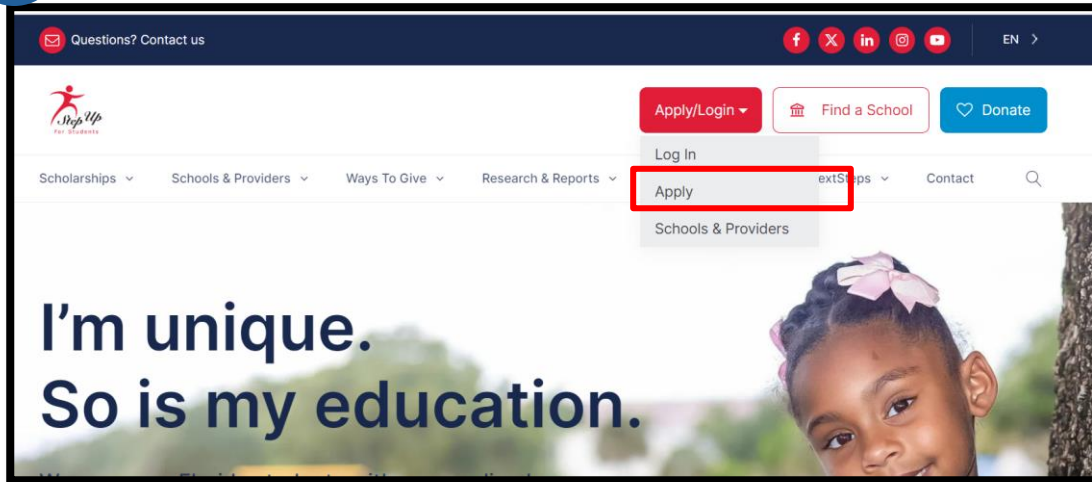 Questions? Contact us
EN >
Step Up
For Students
Apply/Login
Find a School
Donate
Log In
Apply
Schools & Providers
Scholarships
Schools & Providers
Ways To Give
Research & Reports
extSteps
Contact
I'm unique.
So is my education.